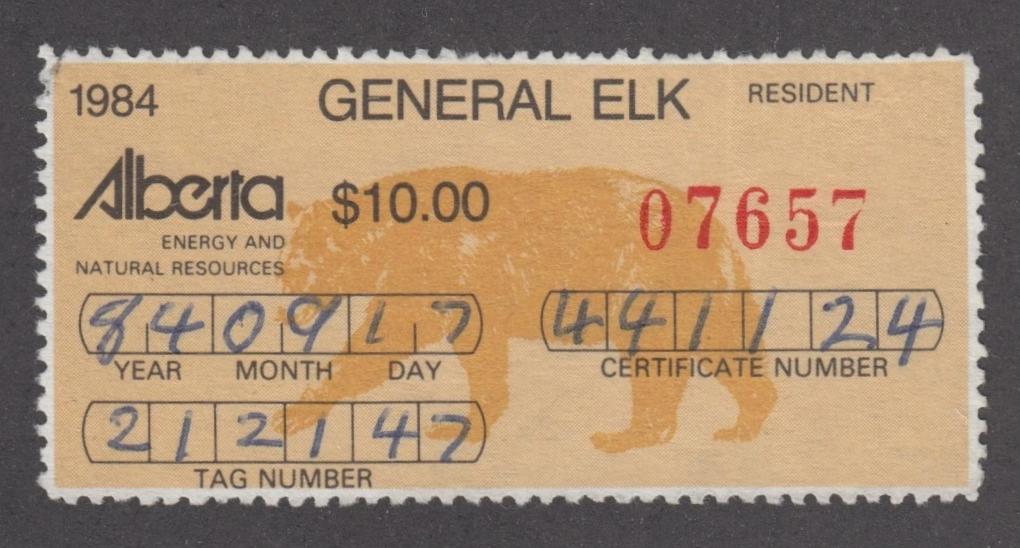 1984 GENERAL ELK RESIDENT
Alberta $10.00 07657
ENERGY AND
NATURAL RESOURCES
840917 441124
YEAR MONTH DAY CERTIFICATE NUMBER
212147
TAG NUMBER